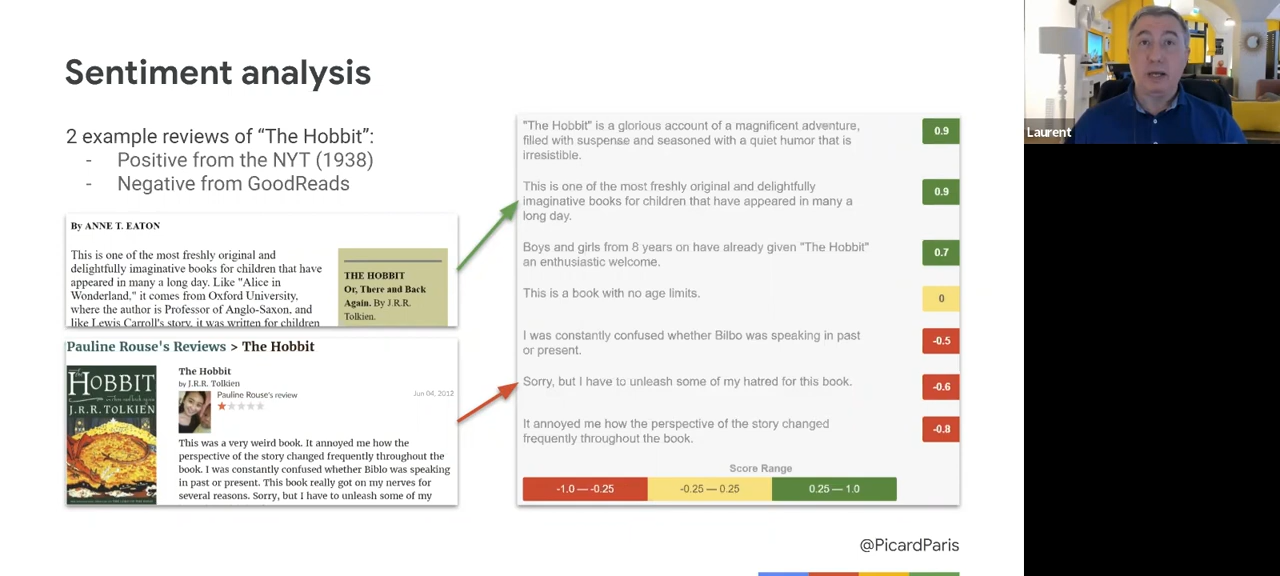 Sentiment analysis
2 example reviews of “The Hobbit”:
- Positive from the NYT (1938)
- Negative from GoodReads
By ANNE T. EATON
This is one of the most freshly original and
delightfully imaginative books for children that have
appeared in many a long day. Like "Alice in
Wonderland," it comes from Oxford University,
where the author is Professor of Anglo-Saxon, and
like Lewis Carroll's story, it was written for children
THE HOBBIT
Or, There and Back
Again. By J.R.R.
Tolkien.
Pauline Rouse's Reviews > The Hobbit
HOBBIT
J.R.R.TOLKIEN
The Hobbit
by J.R.R. Tolkien
Pauline Rouse's review
Jun 04, 2012
This was a very weird book. It annoyed me how the
perspective of the story changed frequently throughout the
book. I was constantly confused whether Biblo was speaking
in past or present. This book really got on my nerves for
several reasons. Sorry, but I have to unleash some of my
"The Hobbit" is a glorious account of a magnificent adventure,
filled with suspense and seasoned with a quiet humor that is
irresistible.
0.9
This is one of the most freshly original and delightfully
imaginative books for children that have appeared in many a
long day.
0.9
Boys and girls from 8 years on have already given "The Hobbit"
an enthusiastic welcome.
0.7
This is a book with no age limits.
0
I was constantly confused whether Bilbo was speaking in past
or present.
-0.5
Sorry, but I have to unleash some of my hatred for this book.
-0.6
It annoyed me how the perspective of the story changed
frequently throughout the book.
-0.8
Score Range
-1.0 — -0.25
-0.25 — 0.25
0.25 — 1.0
@PicardParis
Laurent